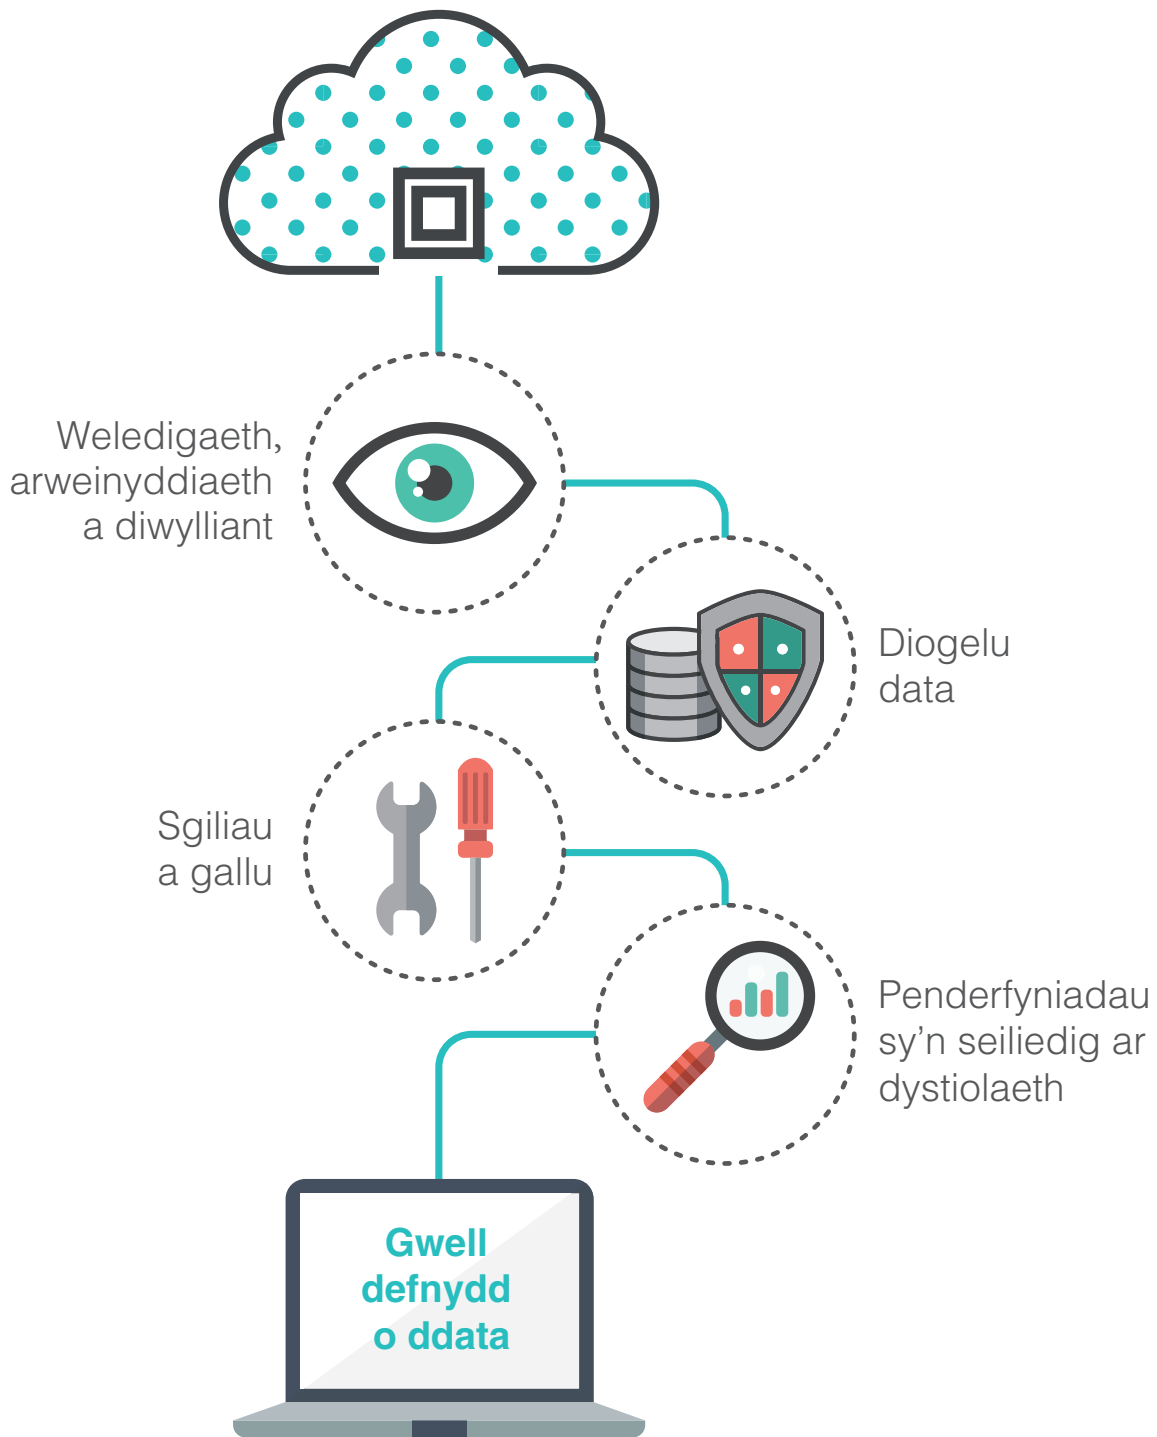 Weledigaeth,
arweinyddiaeth
a diwylliant
Diogelu
data
Sgiliau
a gallu
Penderfyniadau
sy’n seiliedig ar
dystiolaeth
Gwell
defnydd
o ddata